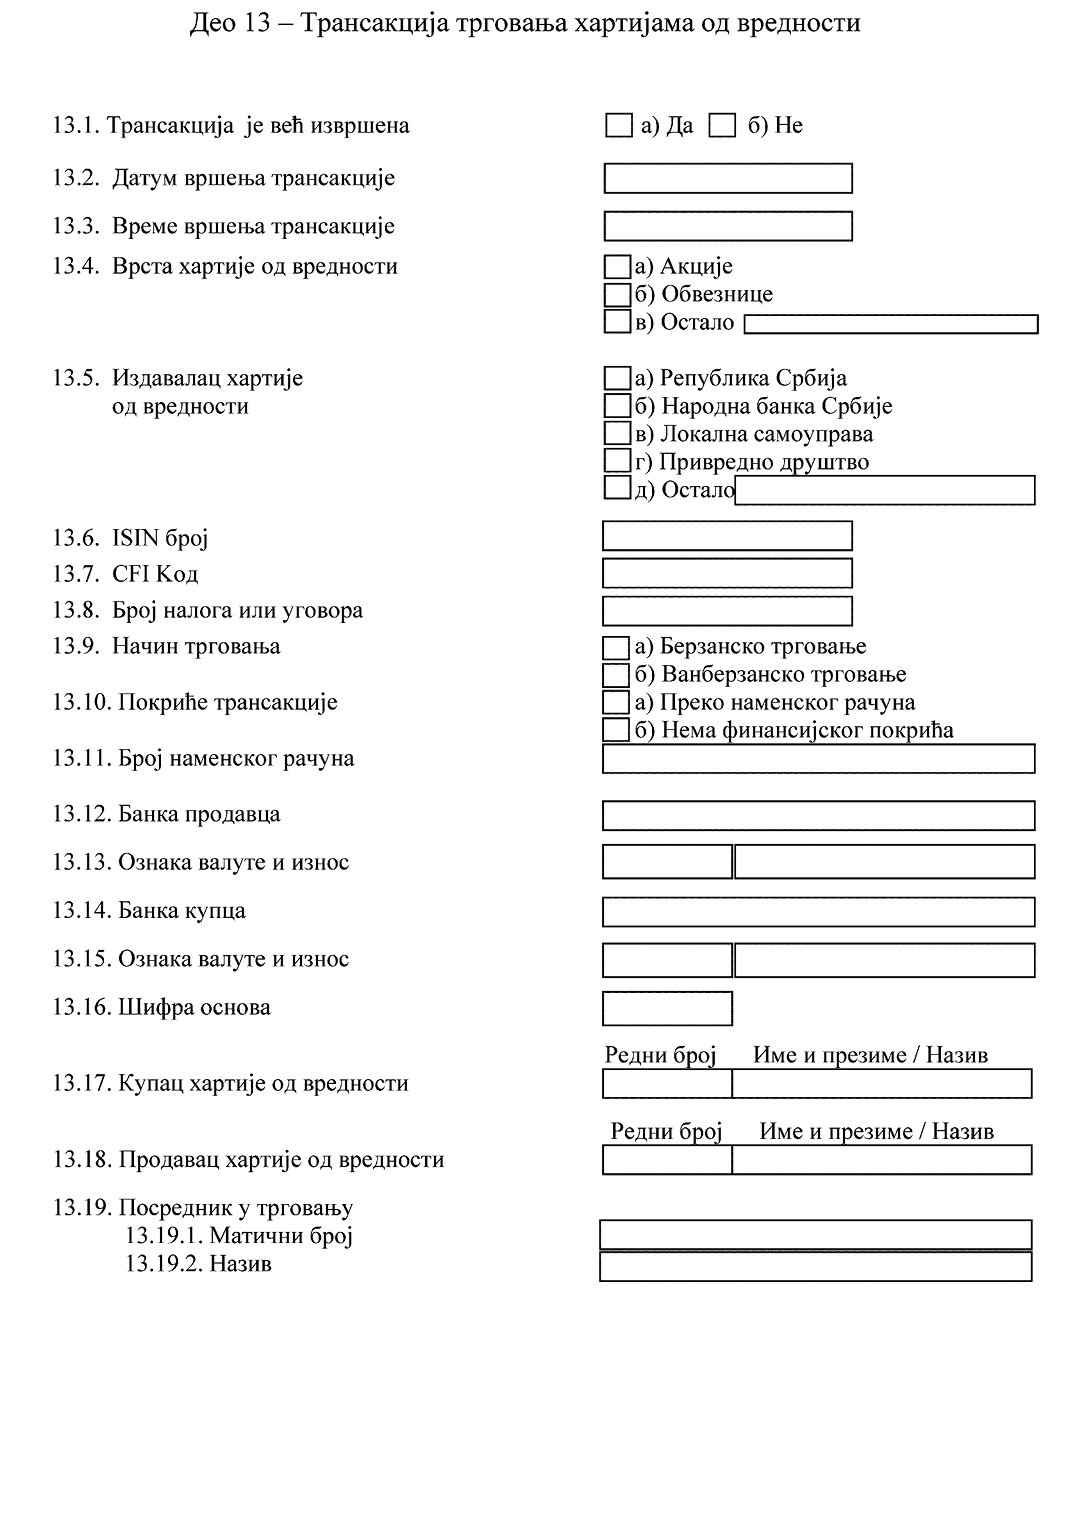 Део 13 – Трансакција трговања хартијама од вредности
13.1. Трансакција је већ извршена а) Да б) Не
13.2. Датум вршења трансакције
13.3. Време вршења трансакције
13.4. Врста хартије од вредности а) Акције
б) Обвезнице
в) Остало
13.5. Издавалац хартије а) Република Србија
од вредности б) Народна банка Србије
в) Локална самоуправа
г) Привредно друштво
д) Остало
13.6. ISIN број
13.7. CFI Код
13.8. Број налога или уговора
13.9. Начин трговања а) Берзанско трговање
б) Ванберзанско трговање
13.10. Покриће трансакције а) Преко наменског рачуна
б) Нема финансијског покрића
13.11. Број наменског рачуна
13.12. Банка продавца
13.13. Ознака валуте и износ
13.14. Банка купца
13.15. Ознака валуте и износ
13.16. Шифра основа
Редни број Име и презиме / Назив
13.17. Купац хартије од вредности
Редни број Име и презиме / Назив
13.18. Продавац хартије од вредности
13.19. Посредник у трговању
13.19.1. Матични број
13.19.2. Назив